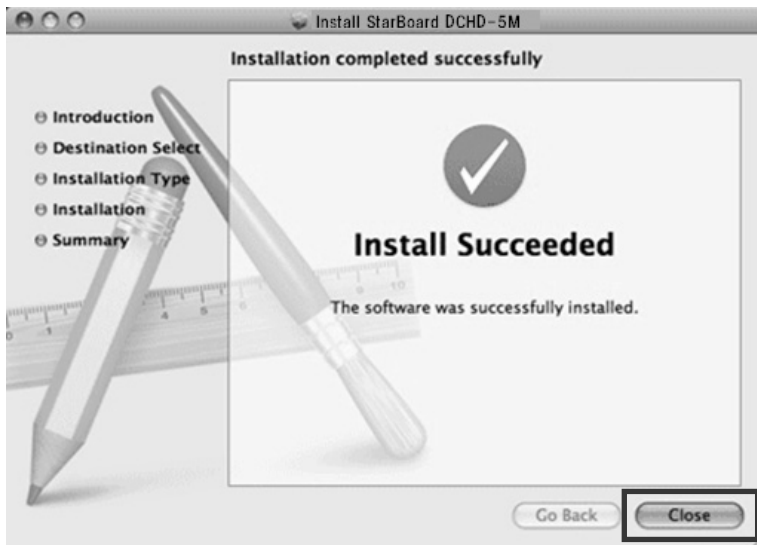 Install StarBoard DCHD-5M
Installation completed successfully
Introduction
Destination Select
Installation Type
Installation
Summary
Install Succeeded
The software was successfully installed.
Go Back
Close